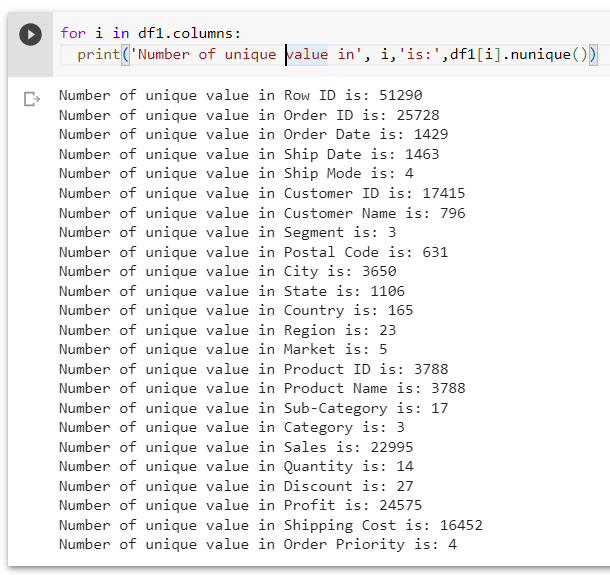 for i in df1.columns:
  print('Number of unique value in', i,'is:',df1[i].nunique())
Number of unique value in Row ID is: 51290
Number of unique value in Order ID is: 25728
Number of unique value in Order Date is: 1429
Number of unique value in Ship Date is: 1463
Number of unique value in Ship Mode is: 4
Number of unique value in Customer ID is: 17415
Number of unique value in Customer Name is: 796
Number of unique value in Segment is: 3
Number of unique value in Postal Code is: 631
Number of unique value in City is: 3650
Number of unique value in State is: 1106
Number of unique value in Country is: 165
Number of unique value in Region is: 23
Number of unique value in Market is: 5
Number of unique value in Product ID is: 3788
Number of unique value in Product Name is: 3788
Number of unique value in Sub-Category is: 17
Number of unique value in Category is: 3
Number of unique value in Sales is: 22995
Number of unique value in Quantity is: 14
Number of unique value in Discount is: 27
Number of unique value in Profit is: 24575
Number of unique value in Shipping Cost is: 16452
Number of unique value in Order Priority is: 4